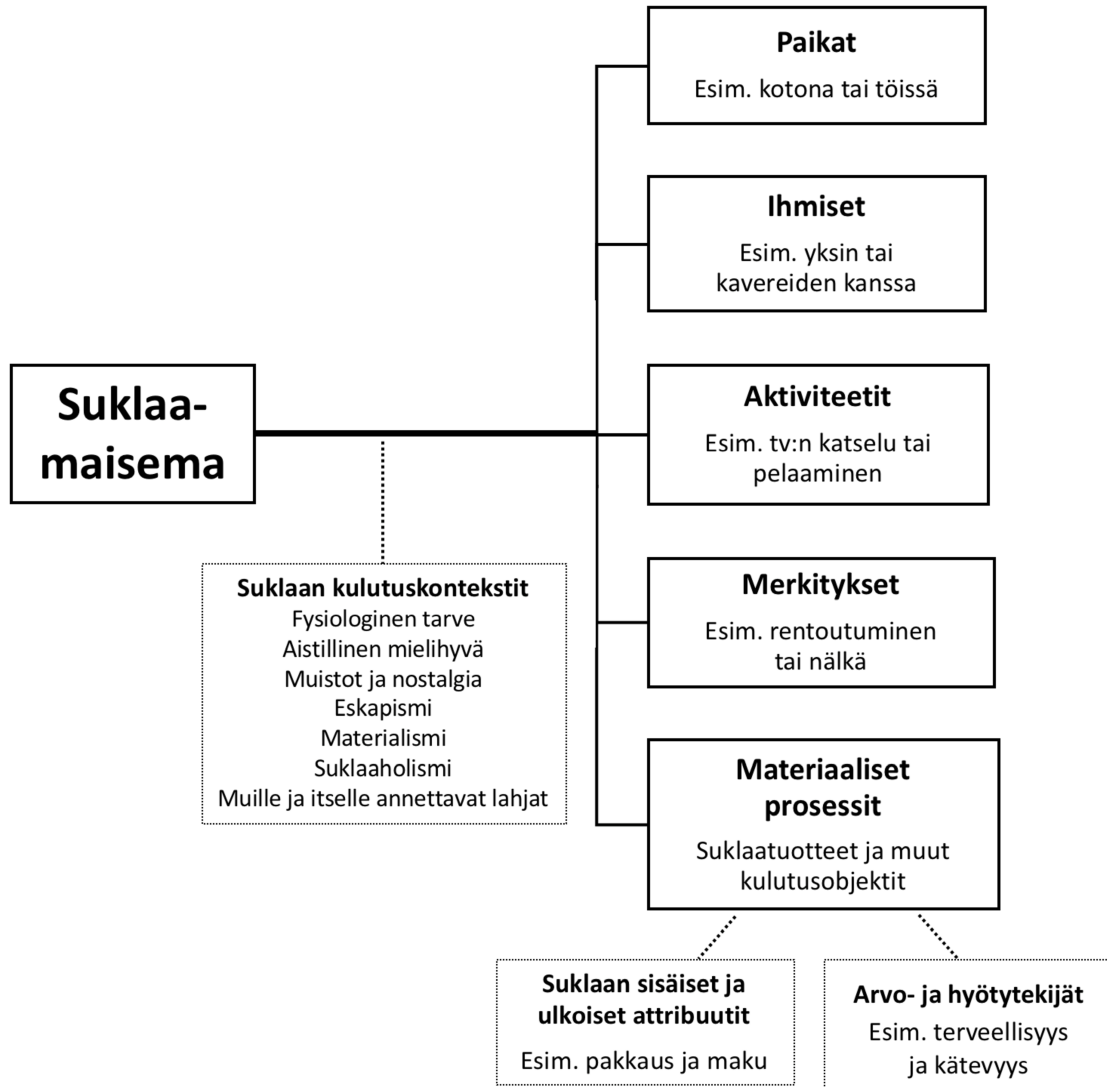 Paikat
Esim. kotona tai töissä
Ihmiset
Esim. yksin tai
kavereiden kanssa
Suklaa-
maisema
Aktiviteetit
Esim. tv:n katselu tai
pelaaminen
Suklaan kulutuskontekstit
Fysiologinen tarve
Aistillinen mielihyvä
Muistot ja nostalgia
Eskapismi
Materialismi
Suklaaholismi
Muille ja itselle annettavat lahjat
Merkitykset
Esim. rentoutuminen
tai nälkä
Materiaaliset
prosessit
Suklaatuotteet ja muut
kulutusobjektit
Suklaan sisäiset ja
ulkoiset attribuutit
Esim. pakkaus ja maku
Arvo- ja hyötytekijät
Esim. terveellisyys
ja kätevyys